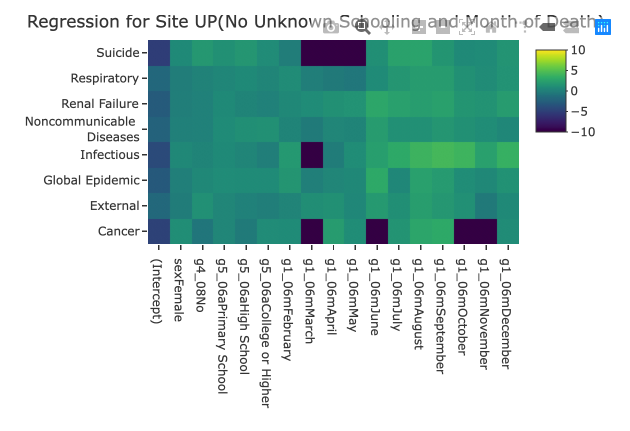 Regression for Site UP(No Unknown Schooling and Month of Death)
Suicide
Respiratory
Renal Failure
Noncommunicable
Diseases
Infectious
Global Epidemic
External
Cancer
(Intercept)
sexFemale
g4_08No
g5_06aPrimary School
g5_06aHigh School
g5_06aCollege or Higher
g1_06mFebruary
g1_06mMarch
g1_06mApril
g1_06mMay
g1_06mJune
g1_06mJuly
g1_06mAugust
g1_06mSeptember
g1_06mOctober
g1_06mNovember
g1_06mDecember
10
5
0
−5
−10